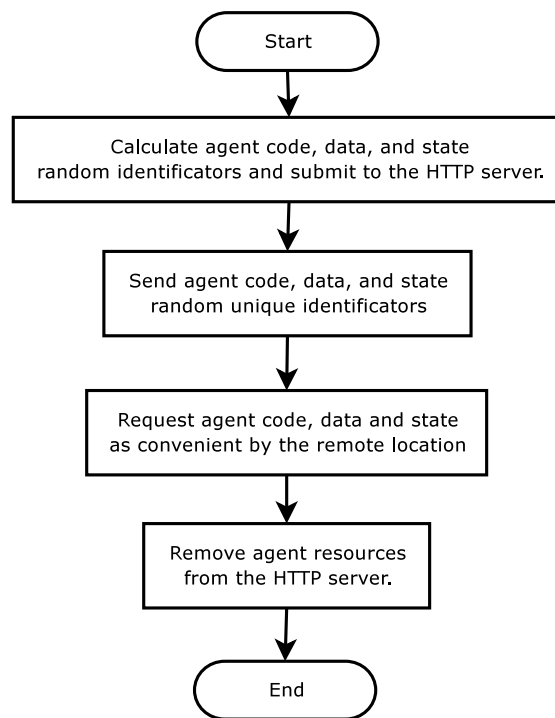 Start
Calculate agent code, data, and state
random identificators and submit to the HTTP server.
Send agent code, data, and state
random unique identificators
Request agent code, data and state
as convenient by the remote location
Remove agent resources
from the HTTP server.
End